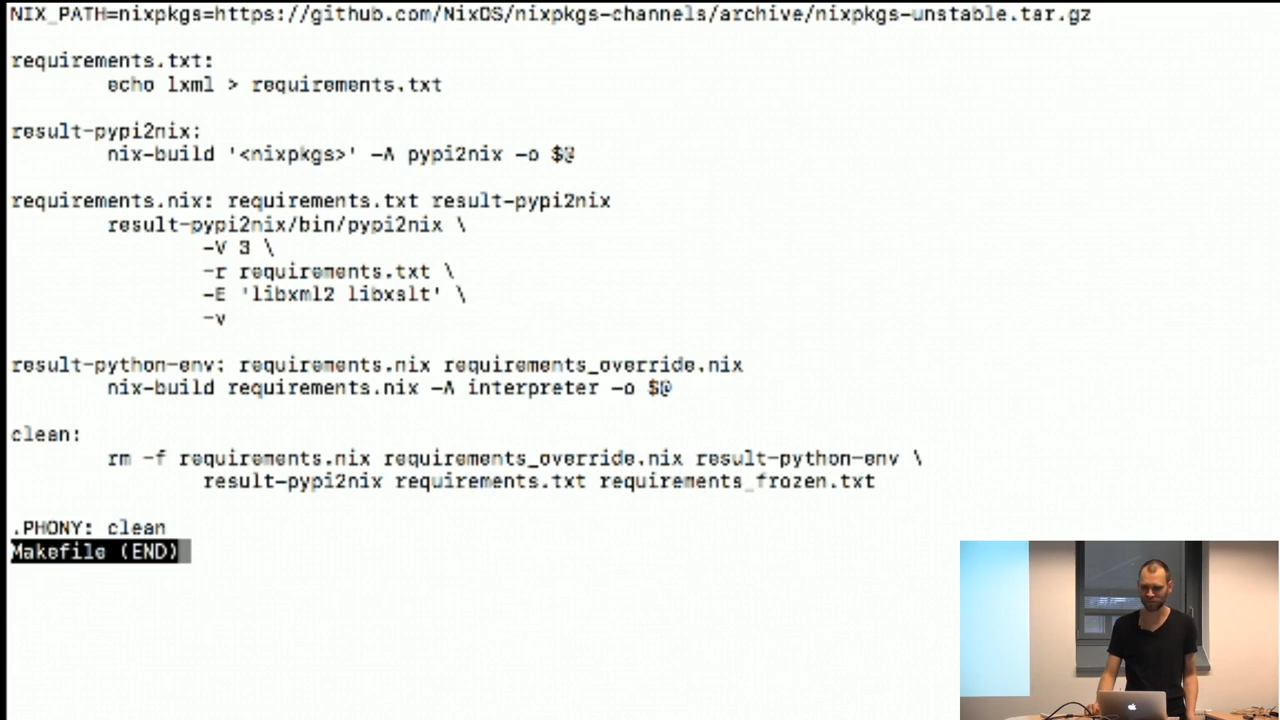 NIX_PATH=nixpkgs=https://github.com/NixOS/nixpkgs-channels/archive/nixpkgs-unstable.tar.gz
requirements.txt:
echo lxml > requirements.txt
result-pypi2nix:
nix-build '<nixpkgs>' -A pypi2nix -o $@
requirements.nix: requirements.txt result-pypi2nix
result-pypi2nix/bin/pypi2nix \
-V 3 \
-r requirements.txt \
-E 'libxml2 libxslt' \
-v
result-python-env: requirements.nix requirements_override.nix
nix-build requirements.nix -A interpreter -o $@
clean:
rm -f requirements.nix requirements_override.nix result-python-env \
result-pypi2nix requirements.txt requirements_frozen.txt
.PHONY: clean
Makefile (END)